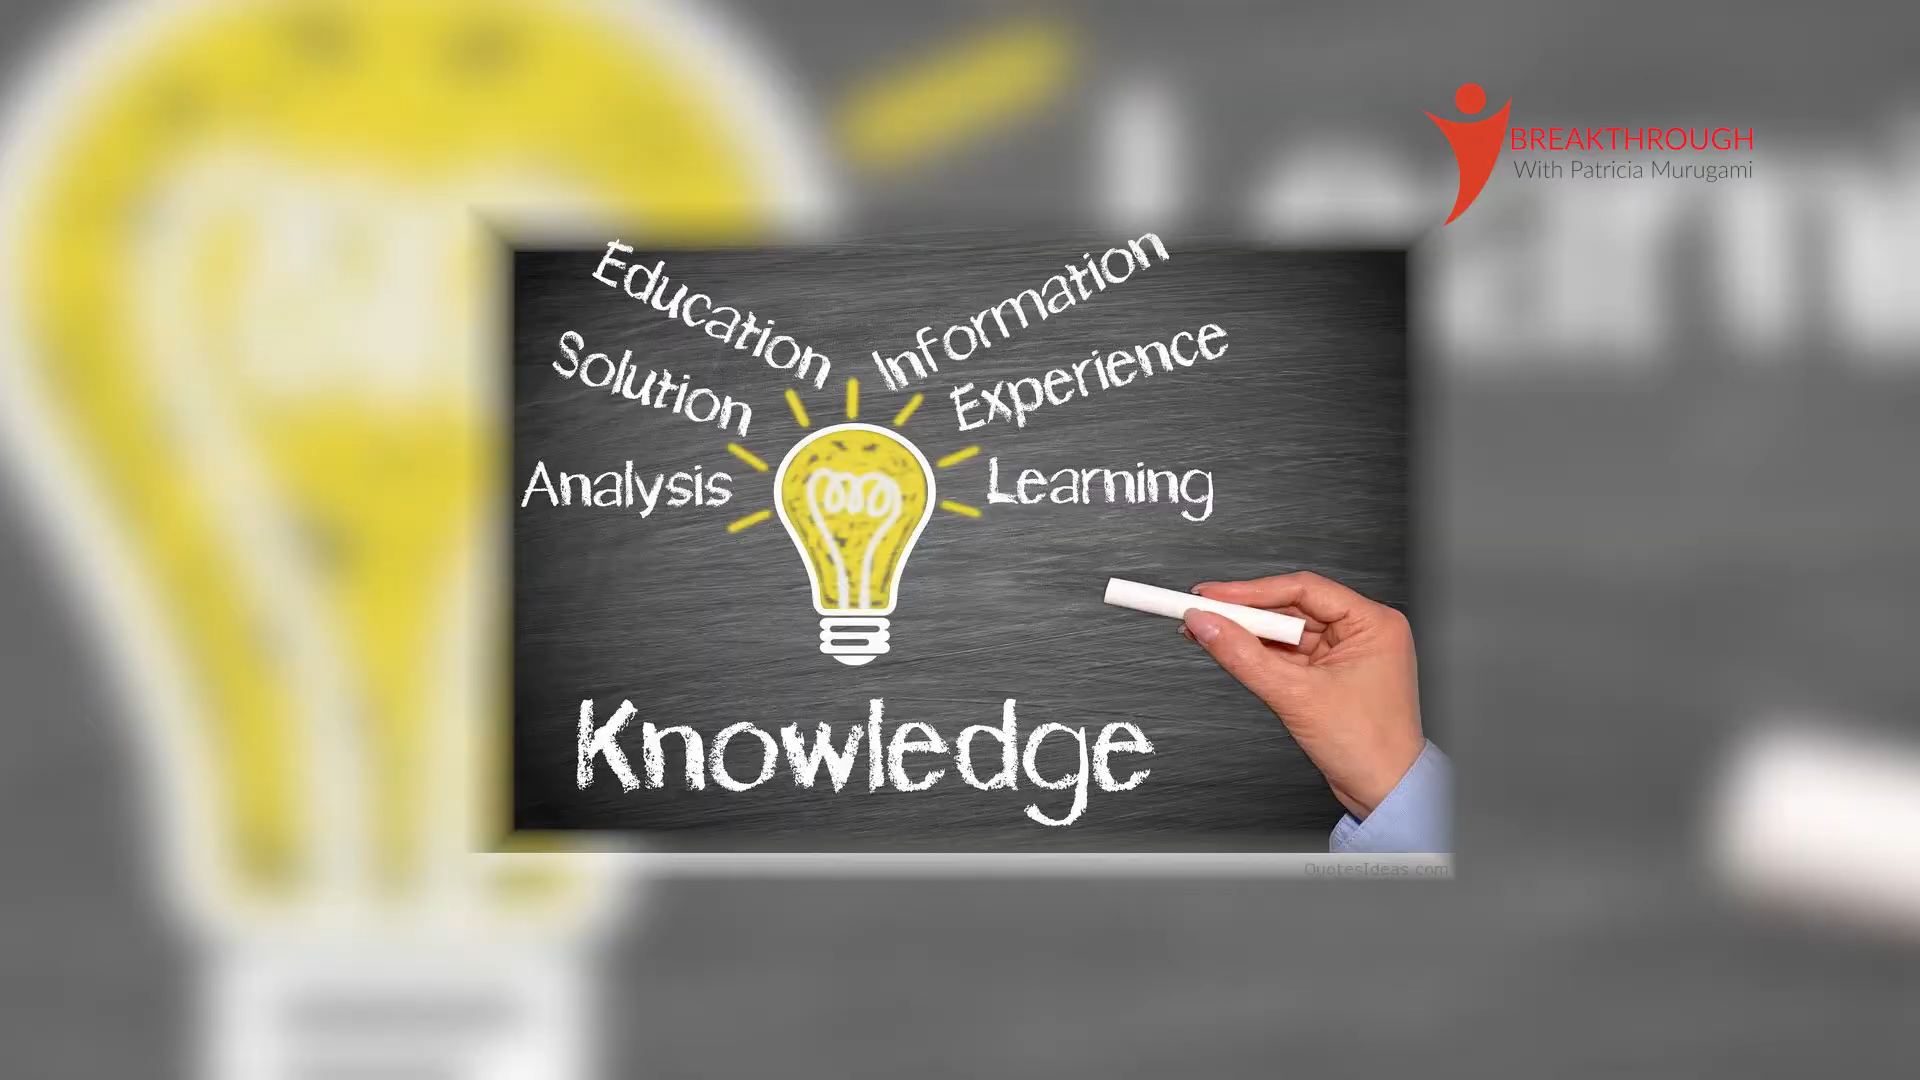 BREAKTHROUGH
With Patricia Murugami
Education
Information
Solution
Experience
Analysis
Learning
Knowledge
QuotesIdeas.com